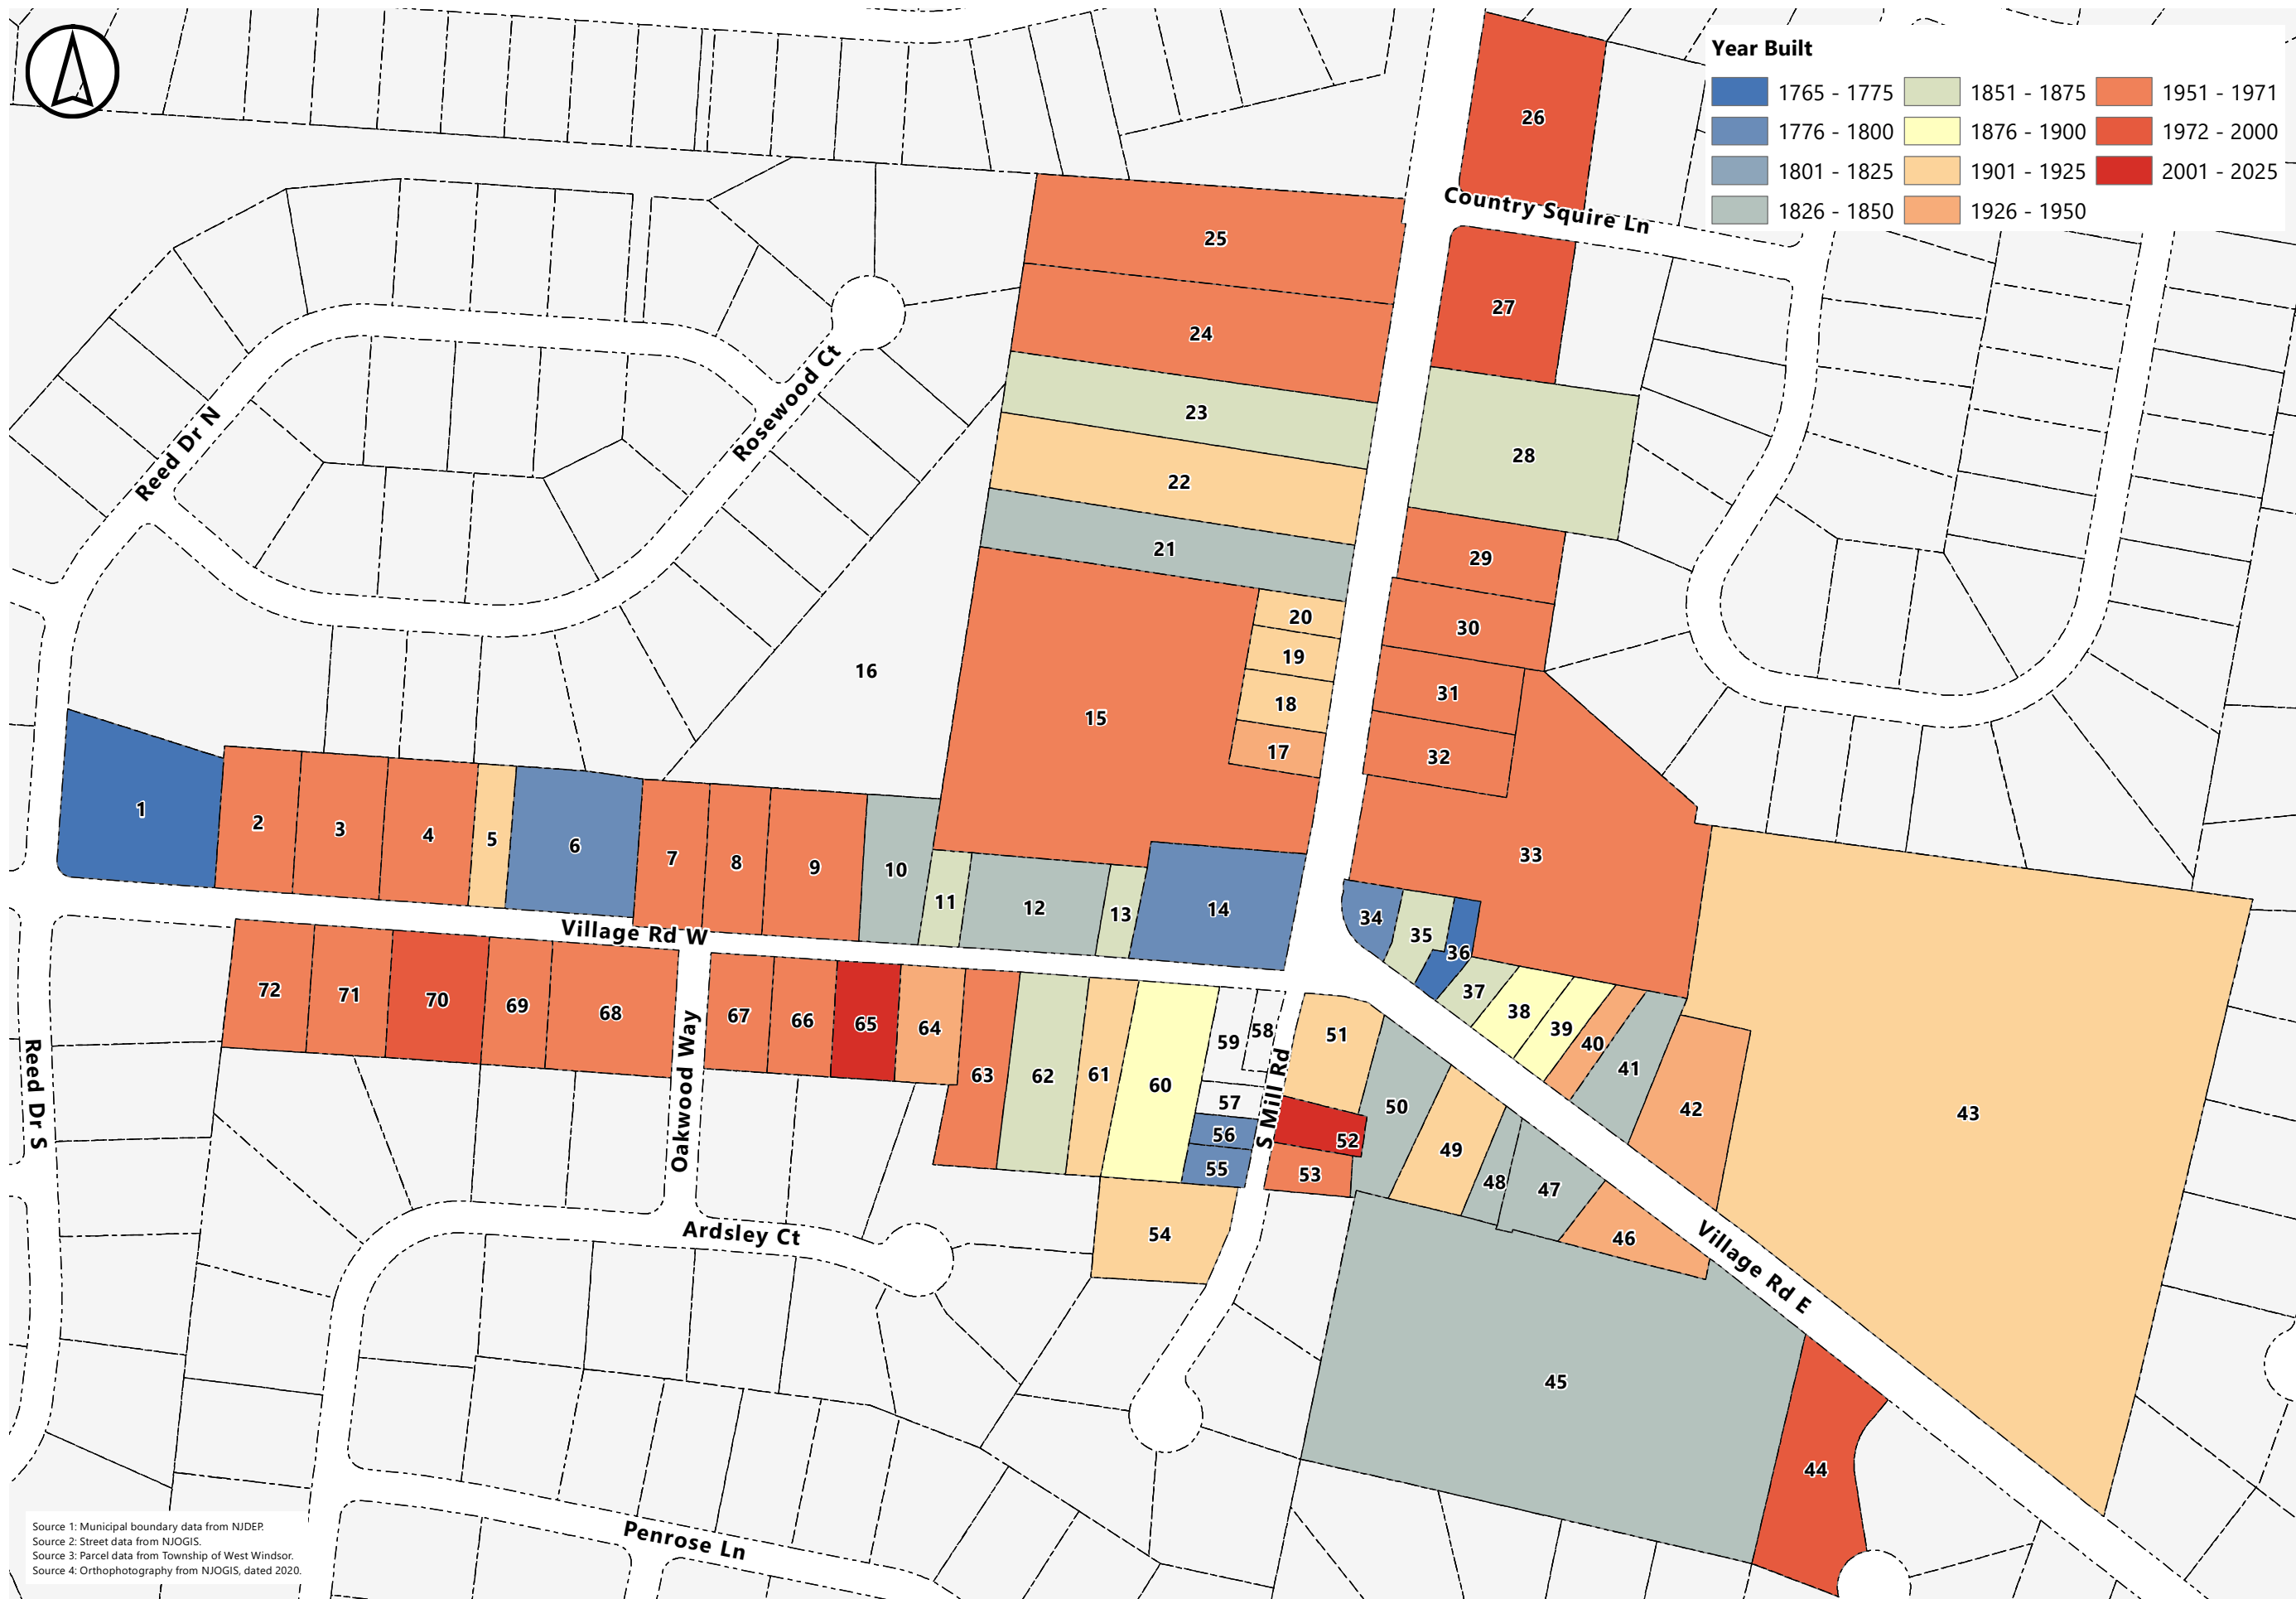 Year Built
1765 - 1775
1776 - 1800
1801 - 1825
1826 - 1850
1851 - 1875
1876 - 1900
1901 - 1925
1926 - 1950
1951 - 1971
1972 - 2000
2001 - 2025
26
Country Squire Ln
25
27
24
23
28
22
21
Reed Dr N
Rosewood Ct
29
20
30
19
16
31
18
15
17
32
1
2
3
4
5
6
7
8
9
10
11
12
13
14
33
34
35
36
Village Rd W
72
71
70
69
68
67
66
65
64
63
62
61
60
59
58
57
56
55
51
37
38
39
40
41
42
43
50
52
53
49
48
47
46
54
Reed Dr S
Oakwood Way
S Mill Rd
Ardsley Ct
Village Rd E
45
44
Penrose Ln
Source 1: Municipal boundary data from NJDEP.
Source 2: Street data from NJOGIS.
Source 3: Parcel data from Township of West Windsor.
Source 4: Orthophotography from NJOGIS, dated 2020.